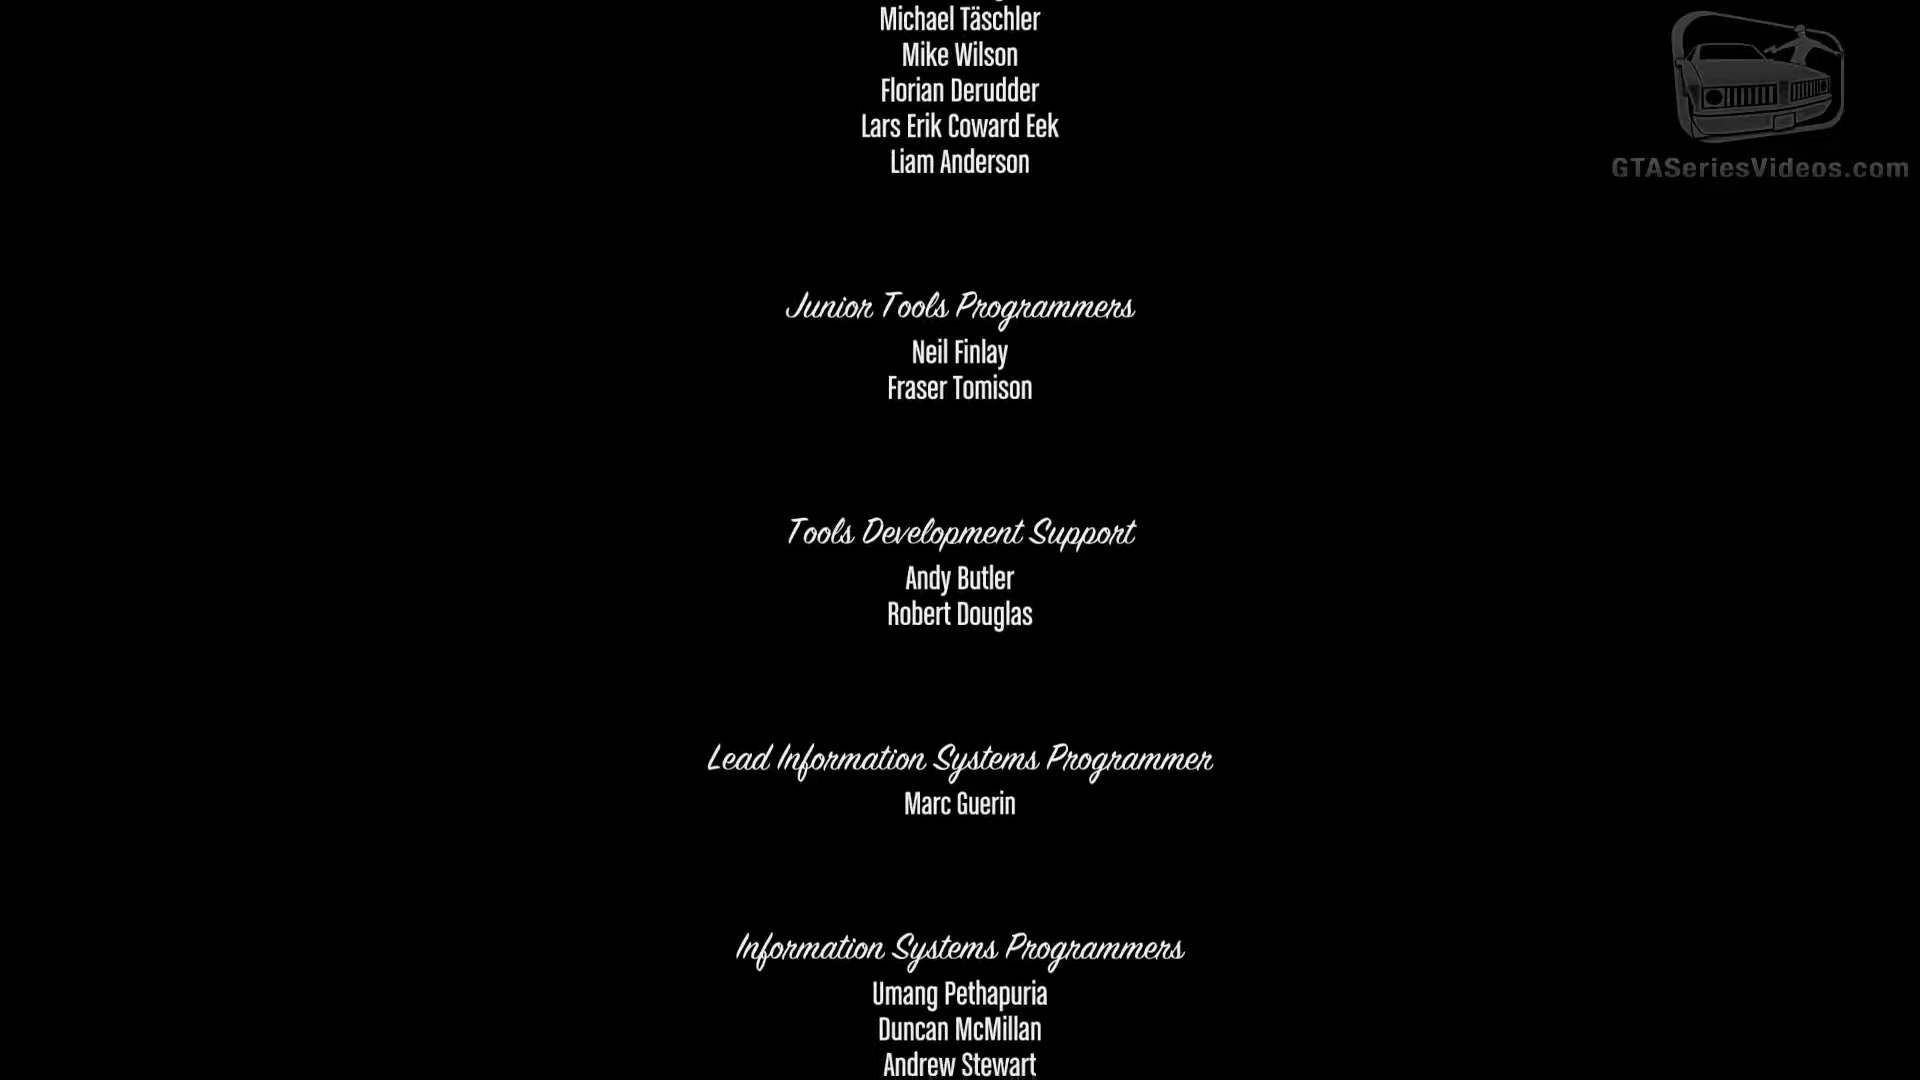 Michael Täschler
Mike Wilson
Florian Derudder
Lars Erik Coward Eek
Liam Anderson
GTASeriesVideos.com
Junior Tools Programmers
Neil Finlay
Fraser Tomison
Tools Development Support
Andy Butler
Robert Douglas
Lead Information Systems Programmer
Marc Guerin
Information Systems Programmers
Umang Pethapuria
Duncan McMillan
Andrew Stewart